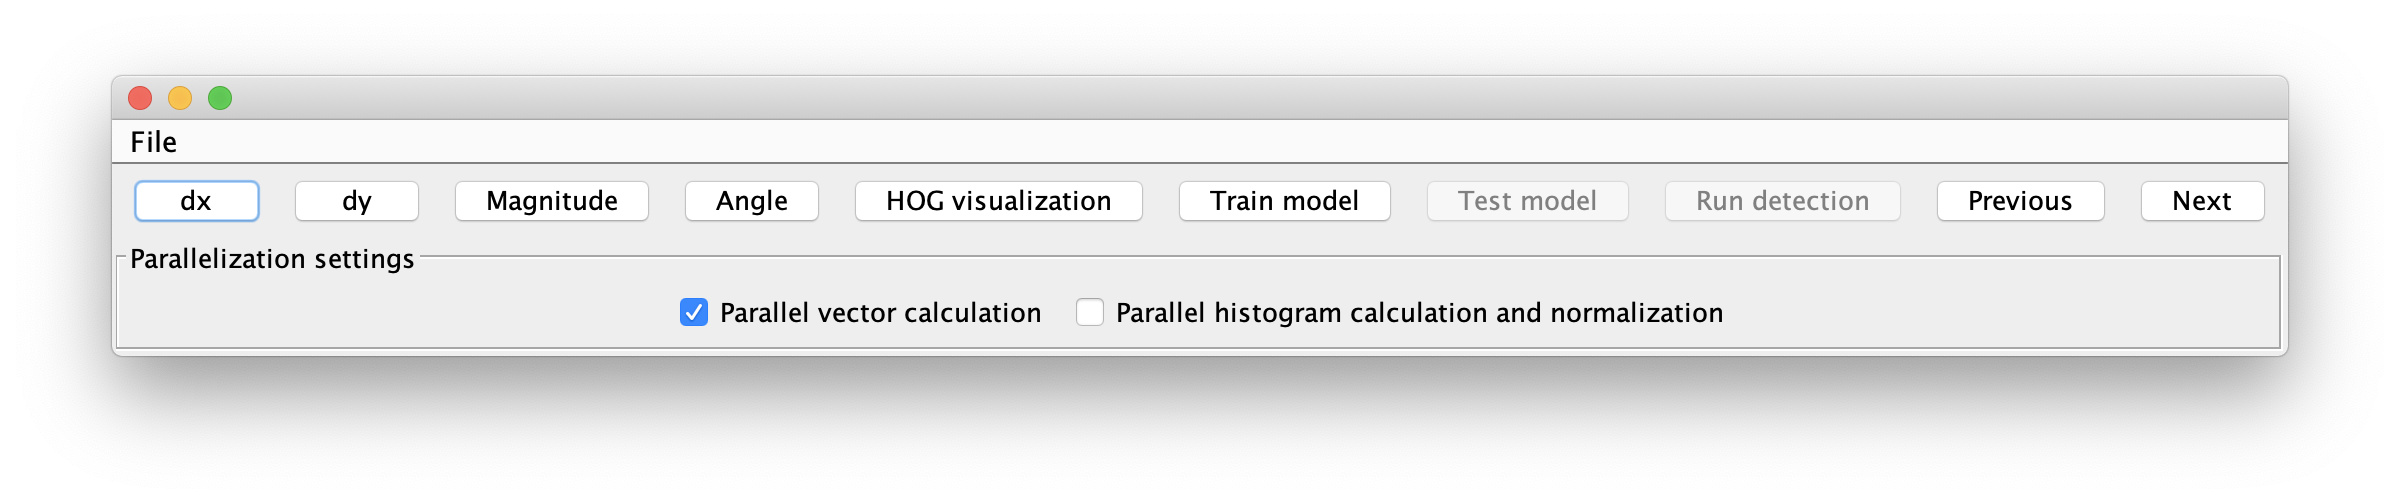 File
dx dy Magnitude Angle HOG visualization Train model Test model Run detection Previous Next
Parallelization settings
Parallel vector calculation Parallel histogram calculation and normalization